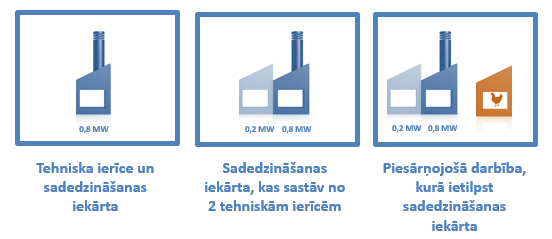 0,8 MW
0,2 MW 0,8 MW
0,2 MW 0,8 MW
Tehniska ierīce un
sadedzināšanas
iekārta
Sadedzināšanas
iekārta, kas sastāv no
2 tehniskām ierīcēm
Piesārņojošā darbība,
kurā ietilpst
sadedzināšanas
iekārta